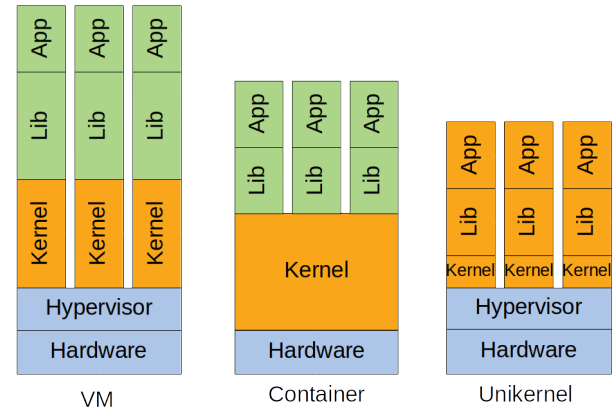 App App App
Lib Lib Lib
Kernel Kernel Kernel
Hypervisor
Hardware
VM
App App App
Lib Lib Lib
Kernel
Hardware
Container
App App App
Lib Lib Lib
Kernel Kernel Kernel
Hypervisor
Hardware
Unikernel